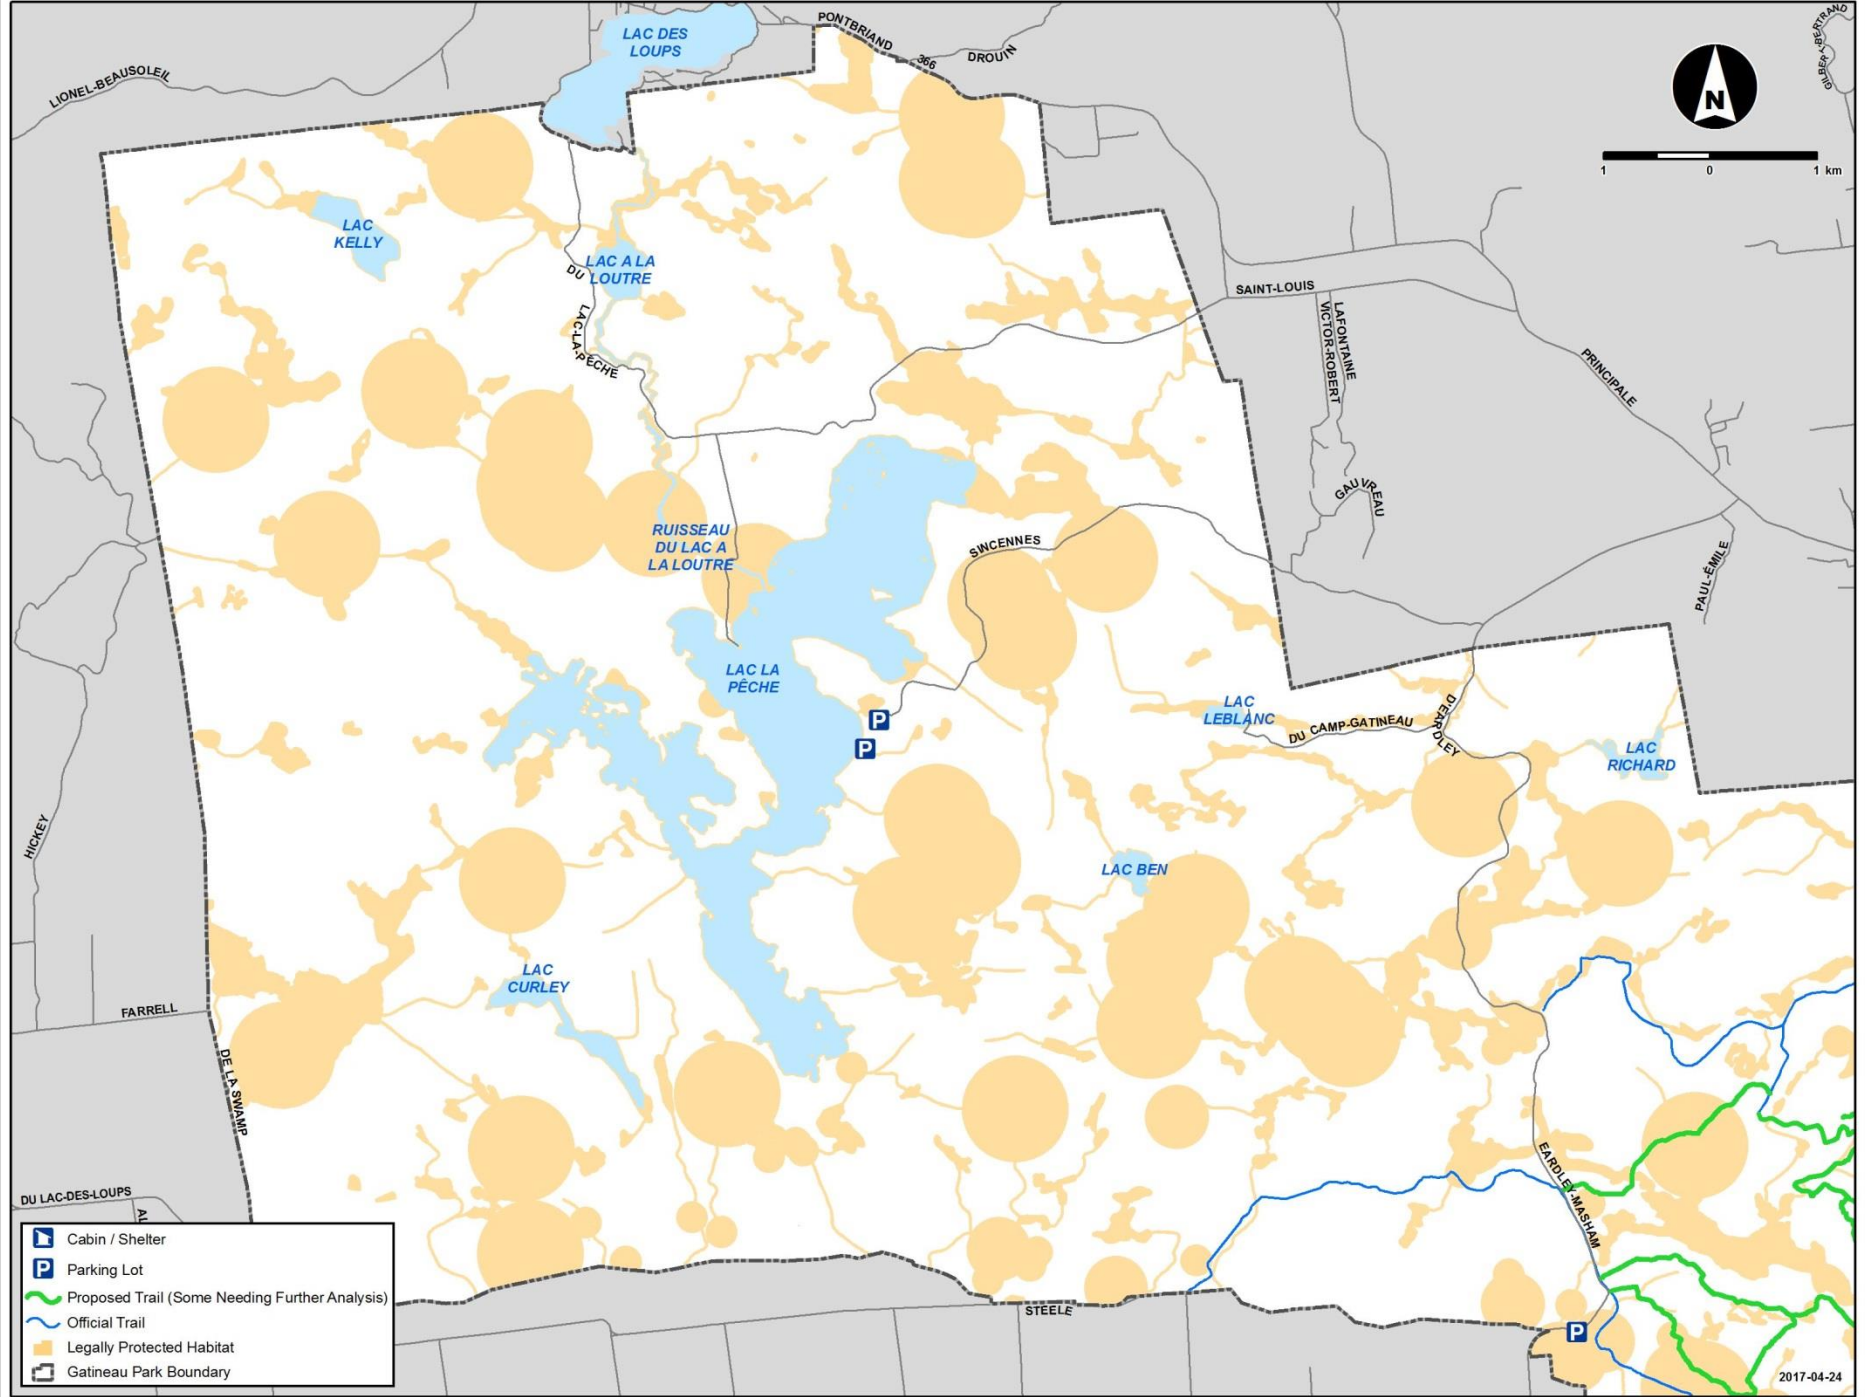 LAC DES
LOUPS
PONTBRIAND
366
DROUIN
GILBERT-BERTRAND
LIONEL-BEAUSOLEIL
N
1 0 1 km
LAC
KELLY
LAC A LA
LOUTRE
DU
LAC-LA-PÊCHE
SAINT-LOUIS
LAFONTAINE
VICTOR-ROBERT
PRINCIPALE
GAUVREAU
RUISSEAU
DU LAC A
LA LOUTRE
SINCENNES
PAUL-ÉMILE
LAC LA
PÊCHE
P
P
LAC
LEBLANC
DU CAMP-GATINEAU
D'EARDLEY
LAC
RICHARD
HICKEY
LAC BEN
LAC
CURLEY
FARRELL
DE LA SWAMP
EARDLEY-MASHAM
DU LAC-DES-LOUPS
AL
STEELE
P
Cabin / Shelter
P Parking Lot
Proposed Trail (Some Needing Further Analysis)
Official Trail
Legally Protected Habitat
Gatineau Park Boundary
2017-04-24